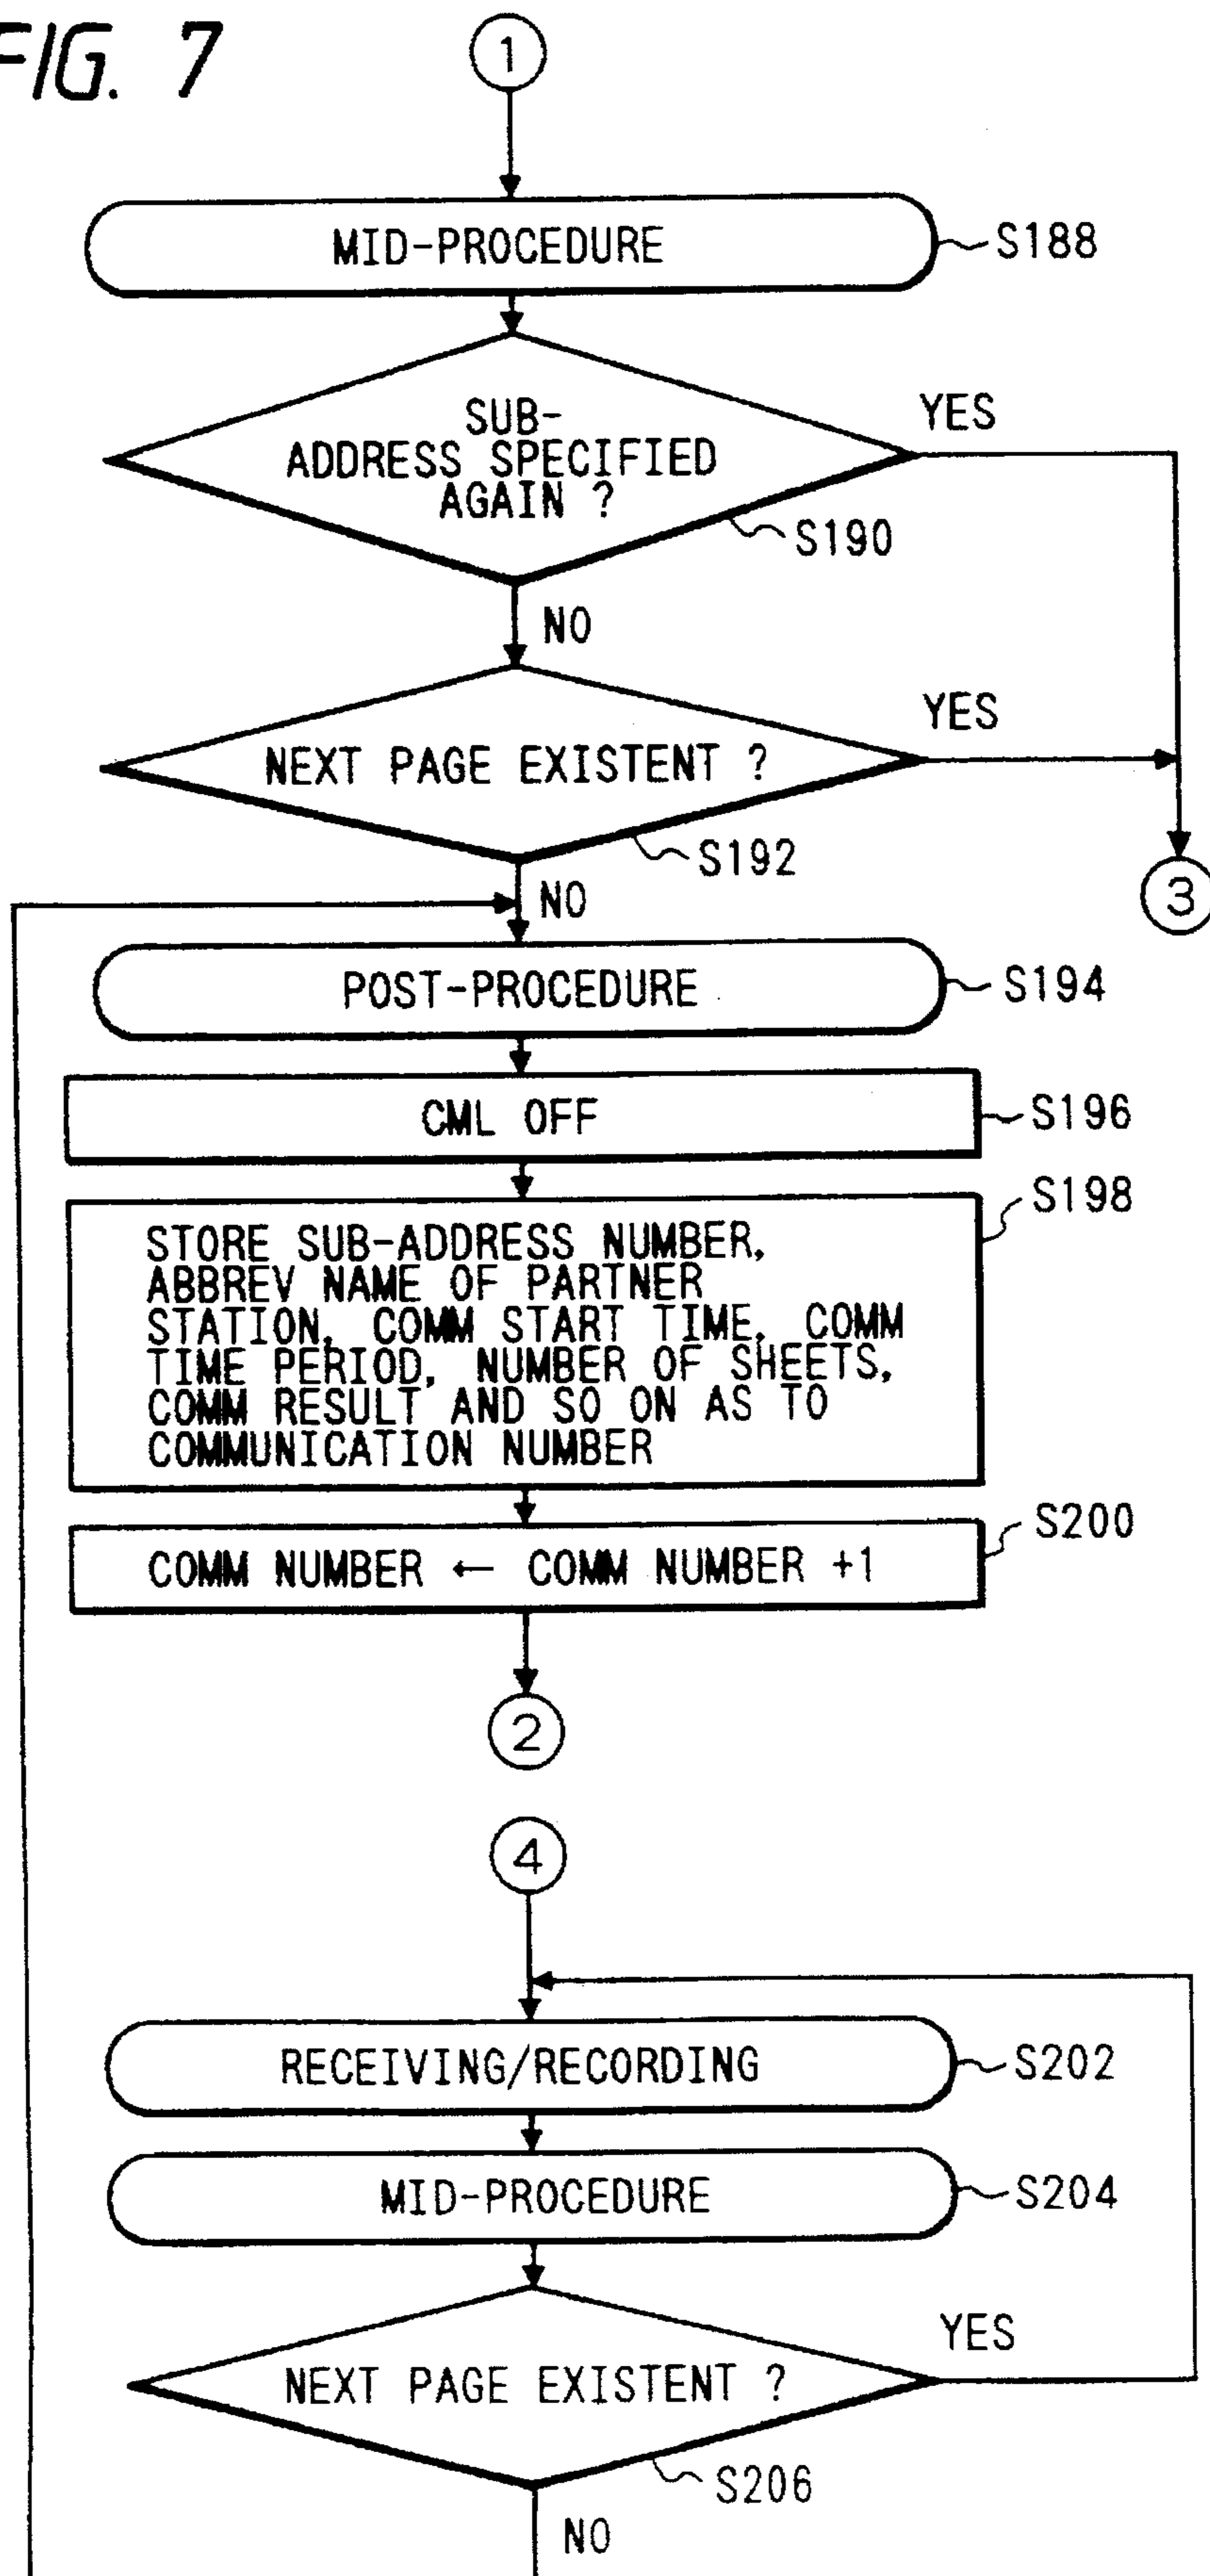 FIG. 7
1
MID-PROCEDURE
S188
SUB-
ADDRESS SPECIFIED
AGAIN ?
YES
S190
NO
NEXT PAGE EXISTENT ?
YES
S192
3
NO
POST-PROCEDURE
S194
CML OFF
S196
S198
STORE SUB-ADDRESS NUMBER,
ABBREV NAME OF PARTNER
STATION, COMM START TIME, COMM
TIME PERIOD, NUMBER OF SHEETS,
COMM RESULT AND SO ON AS TO
COMMUNICATION NUMBER
S200
COMM NUMBER ← COMM NUMBER +1
2
4
RECEIVING/RECORDING
S202
MID-PROCEDURE
S204
NEXT PAGE EXISTENT ?
YES
S206
NO